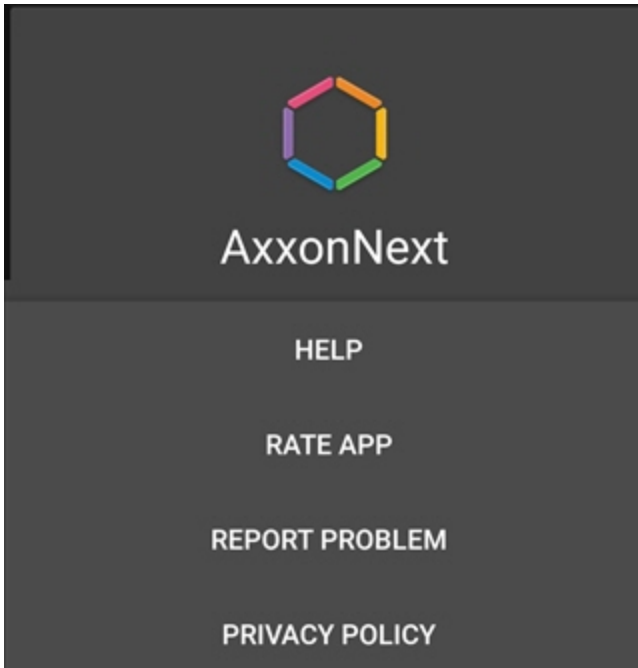 AxxonNext
HELP
RATE APP
REPORT PROBLEM
PRIVACY POLICY